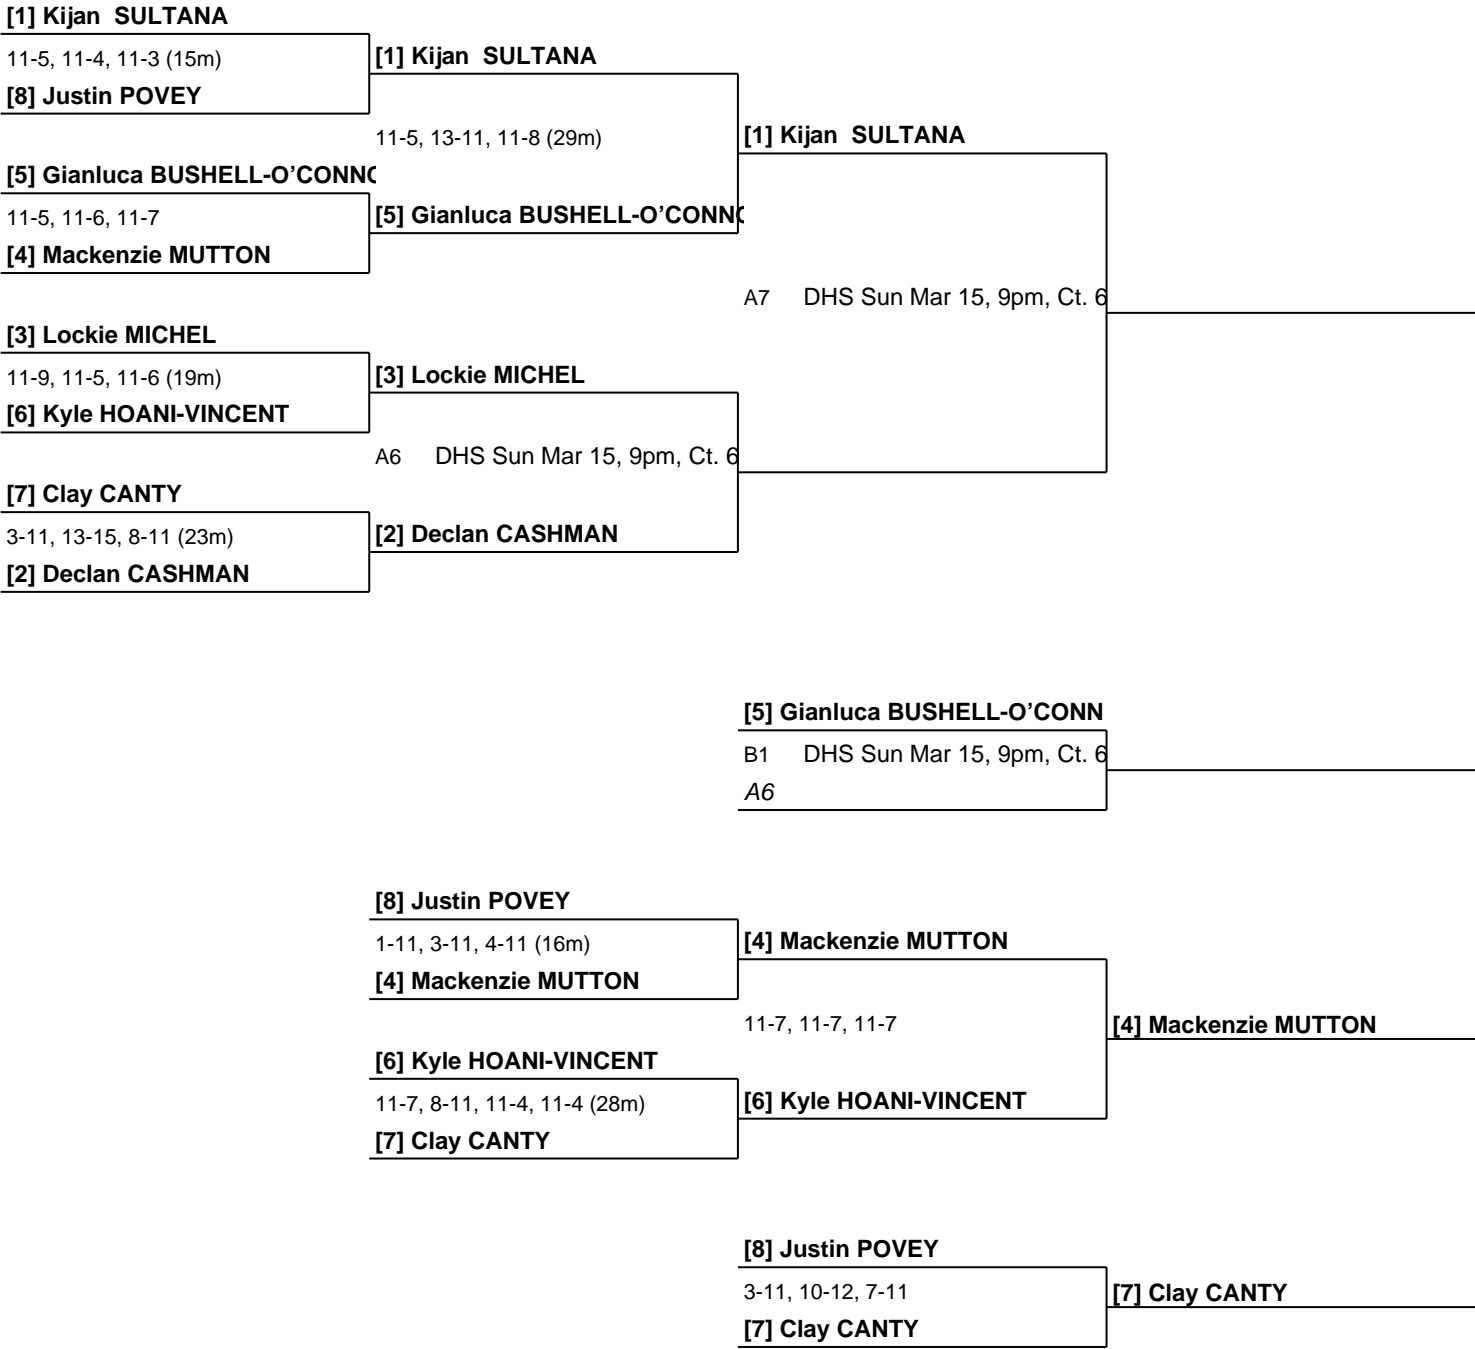 [1] Kijan  SULTANA
11-5, 11-4, 11-3 (15m)
[8] Justin POVEY
[5] Gianluca BUSHELL-O’CONNO
11-5, 11-6, 11-7
[4] Mackenzie MUTTON
[3] Lockie MICHEL
11-9, 11-5, 11-6 (19m)
[6] Kyle HOANI-VINCENT
[7] Clay CANTY
3-11, 13-15, 8-11 (23m)
[2] Declan CASHMAN
[1] Kijan  SULTANA
11-5, 13-11, 11-8 (29m)
[5] Gianluca BUSHELL-O’CONNO
[3] Lockie MICHEL
A6 DHS Sun Mar 15, 9pm, Ct. 6
[2] Declan CASHMAN
[1] Kijan  SULTANA
A7 DHS Sun Mar 15, 9pm, Ct. 6
[5] Gianluca BUSHELL-O’CONN
B1 DHS Sun Mar 15, 9pm, Ct. 6
A6
[8] Justin POVEY
1-11, 3-11, 4-11 (16m)
[4] Mackenzie MUTTON
[6] Kyle HOANI-VINCENT
11-7, 8-11, 11-4, 11-4 (28m)
[7] Clay CANTY
[4] Mackenzie MUTTON
11-7, 11-7, 11-7
[6] Kyle HOANI-VINCENT
[4] Mackenzie MUTTON
[8] Justin POVEY
3-11, 10-12, 7-11
[7] Clay CANTY
[7] Clay CANTY